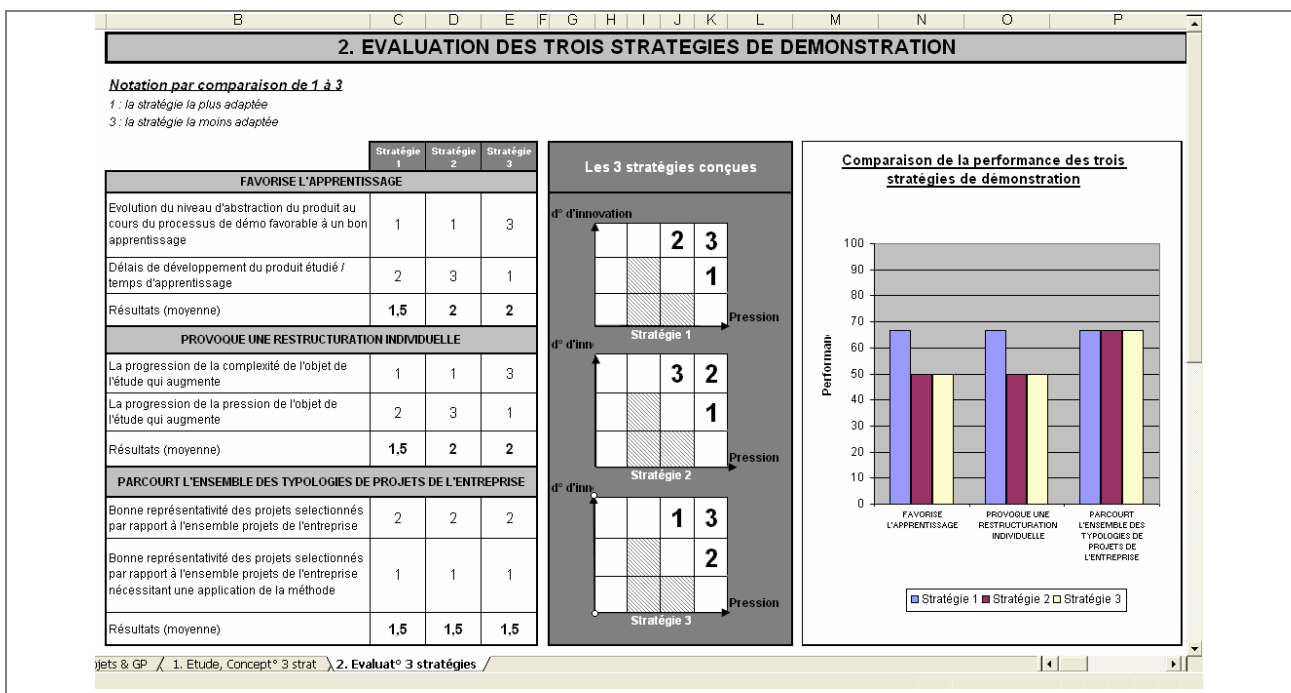 B C D E F G H I J K L M N O P
2. EVALUATION DES TROIS STRATEGIES DE DEMONSTRATION
Notation par comparaison de 1 à 3
1 : la stratégie la plus adaptée
3 : la stratégie la moins adaptée
Stratégie 1 Stratégie 2 Stratégie 3
FAVORISE L'APPRENTISSAGE
Evolution du niveau d'abstraction du produit au
cours du processus de démo favorable à un bon
apprentissage
1 1 3
Délais de développement du produit étudié /
temps d'apprentissage
2 3 1
Résultats (moyenne) 1,5 2 2
PROVOQUE UNE RESTRUCTURATION INDIVIDUELLE
La progression de la complexité de l'objet de
l'étude qui augmente
1 1 3
La progression de la pression de l'objet de
l'étude qui augmente
2 3 1
Résultats (moyenne) 1,5 2 2
PARCOURT L'ENSEMBLE DES TYPOLOGIES DE PROJETS DE L'ENTREPRISE
Bonne représentativité des projets selectionnés
par rapport à l'ensemble projets de l'entreprise
2 2 2
Bonne représentativité des projets selectionnés
par rapport à l'ensemble projets de l'entreprise
nécessitant une application de la méthode
1 1 1
Résultats (moyenne) 1,5 1,5 1,5
Les 3 stratégies conçues
d° d'innovation
2 3
1
Pression
Stratégie 1
d° d'inn
3 2
1
Pression
Stratégie 2
d° d'inn
1 3
2
Pression
Stratégie 3
Comparaison de la performance des trois
stratégies de démonstration
Performan
100
90
80
70
60
50
40
30
20
10
0
FAVORISE
L'APPRENTISSAGE
PROVOQUE UNE
RESTRUCTURATION
INDIVIDUELLE
PARCOURT
L'ENSEMBLE DES
TYPOLOGIES DE
PROJETS DE
L'ENTREPRISE
Stratégie 1 Stratégie 2 Stratégie 3
ojets & GP 1. Etude, Concept° 3 strat 2. Evaluat° 3 stratégies